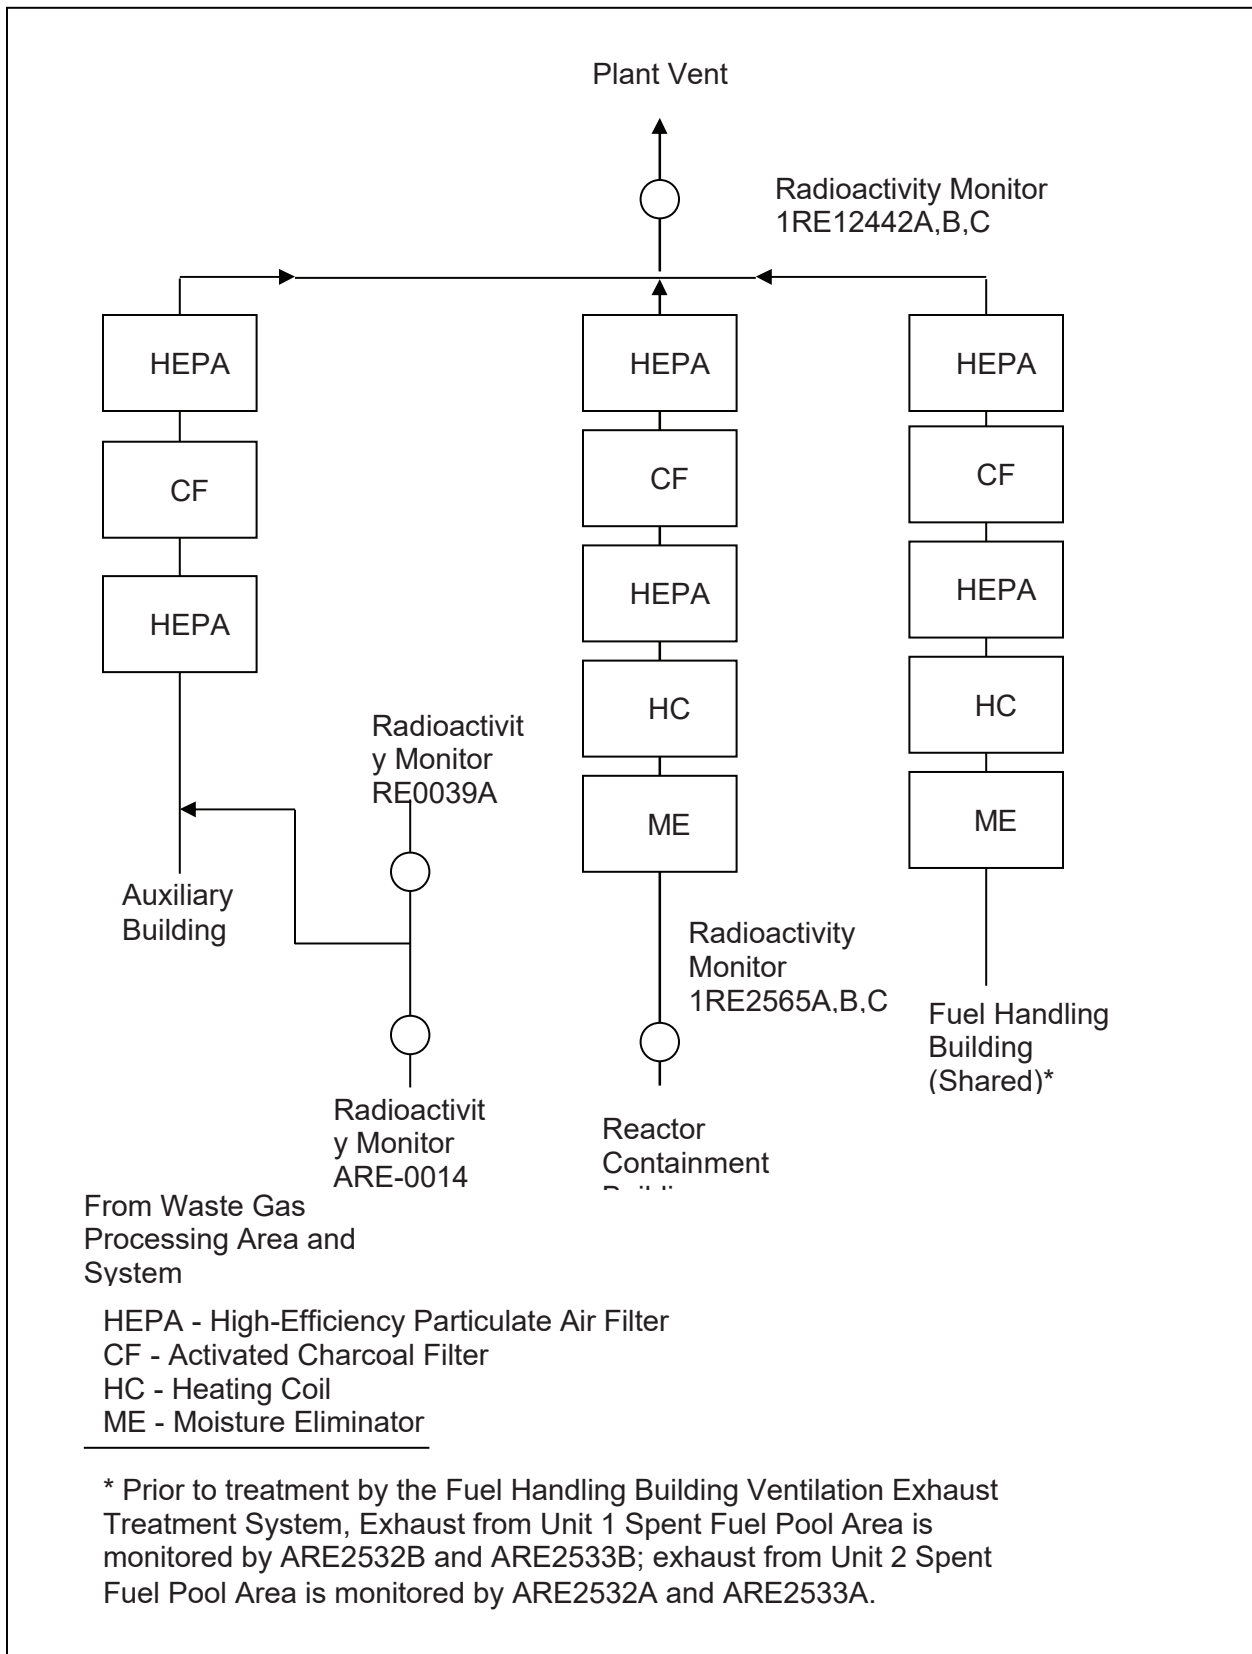 Plant Vent
Radioactivity Monitor
1RE12442A,B,C
HEPA
HEPA
HEPA
CF
CF
CF
HEPA
HEPA
HEPA
HC
HC
Radioactivit
y Monitor
RE0039A
ME
ME
Auxiliary
Building
Radioactivity
Monitor
1RE2565A,B,C
Fuel Handling
Building
(Shared)*
Radioactivit
y Monitor
ARE-0014
Reactor
Containment
From Waste Gas
Processing Area and
System
HEPA - High-Efficiency Particulate Air Filter
CF - Activated Charcoal Filter
HC - Heating Coil
ME - Moisture Eliminator
* Prior to treatment by the Fuel Handling Building Ventilation Exhaust
Treatment System, Exhaust from Unit 1 Spent Fuel Pool Area is
monitored by ARE2532B and ARE2533B; exhaust from Unit 2 Spent
Fuel Pool Area is monitored by ARE2532A and ARE2533A.